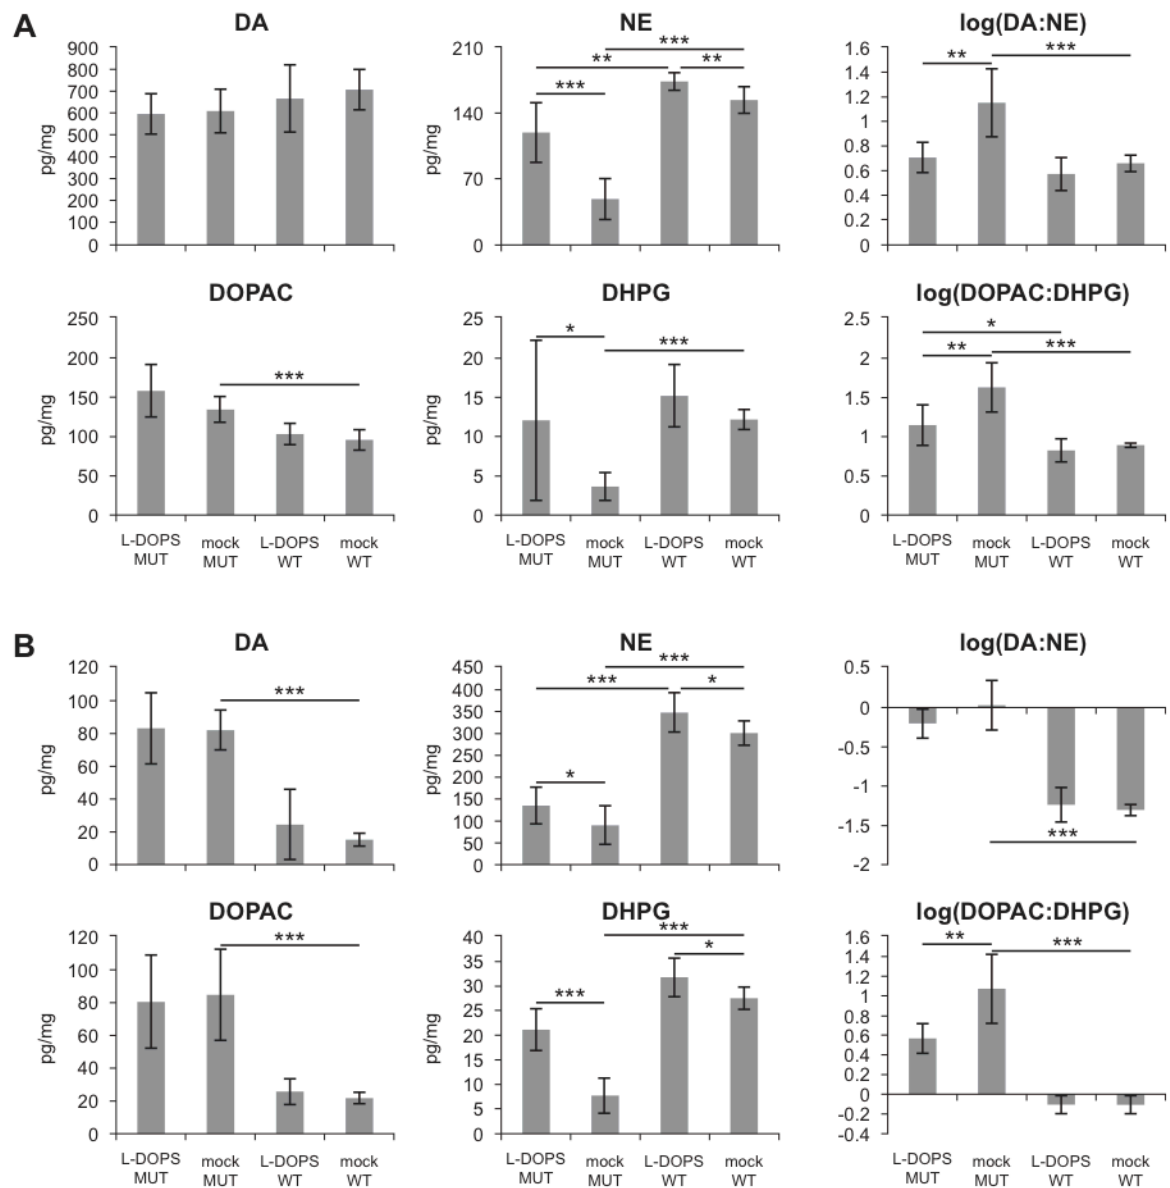 A
DA
NE
log(DA:NE)
900
800
700
600
500
400
300
200
100
0
pg/mg
210
140
70
0
pg/mg
***
**
**
***
1.6
1.4
1.2
1
0.8
0.6
0.4
0.2
0
**
***
DOPAC
DHPG
log(DOPAC:DHPG)
250
200
150
100
50
0
pg/mg
***
25
20
15
10
5
0
pg/mg
*
***
2.5
2
1.5
1
0.5
0
*
**
***
L-DOPS MUT
mock MUT
L-DOPS WT
mock WT
L-DOPS MUT
mock MUT
L-DOPS WT
mock WT
L-DOPS MUT
mock MUT
L-DOPS WT
mock WT
B
DA
NE
log(DA:NE)
120
100
80
60
40
20
0
pg/mg
***
450
400
350
300
250
200
150
100
50
0
pg/mg
***
***
*
*
0.5
0
-0.5
-1
-1.5
-2
***
DOPAC
DHPG
log(DOPAC:DHPG)
120
100
80
60
40
20
0
pg/mg
***
40
35
30
25
20
15
10
5
0
pg/mg
***
*
***
1.6
1.4
1.2
1
0.8
0.6
0.4
0.2
0
-0.2
-0.4
**
***
L-DOPS MUT
mock MUT
L-DOPS WT
mock WT
L-DOPS MUT
mock MUT
L-DOPS WT
mock WT
L-DOPS MUT
mock MUT
L-DOPS WT
mock WT